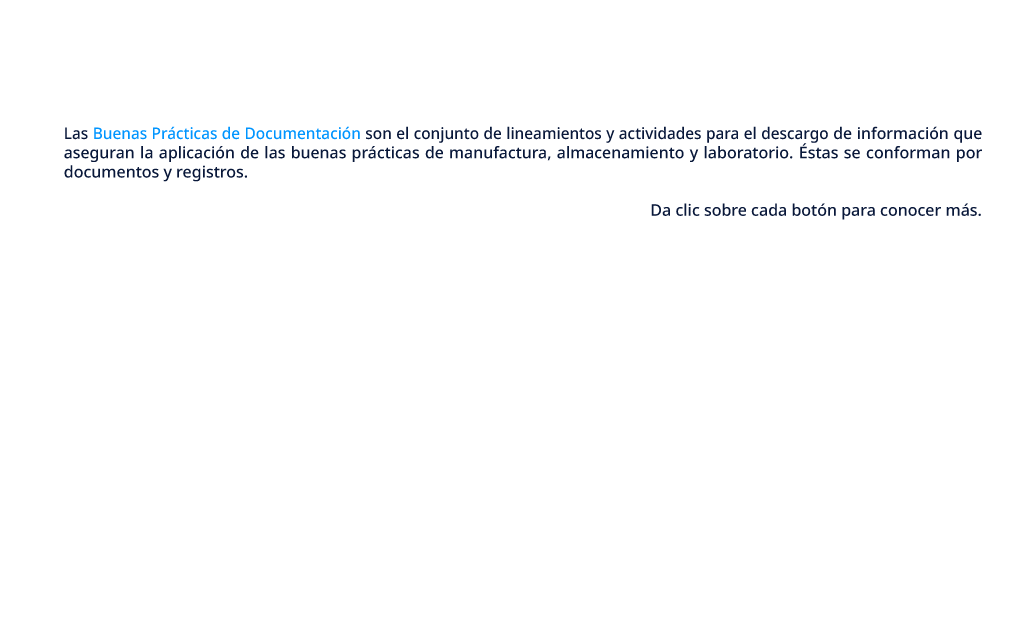 Las Buenas Prácticas de Documentación son el conjunto de lineamientos y actividades para el descargo de información que
aseguran la aplicación de las buenas prácticas de manufactura, almacenamiento y laboratorio. Éstas se conforman por
documentos y registros.
Da clic sobre cada botón para conocer más.